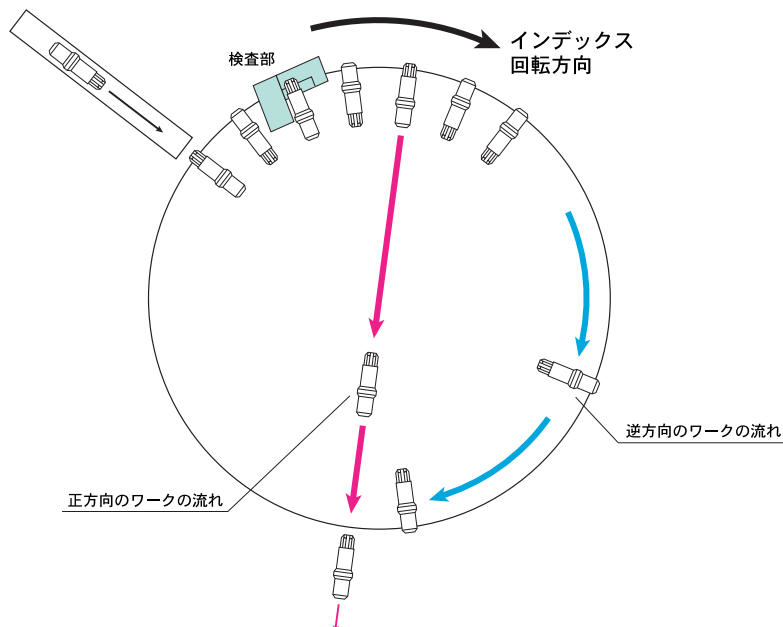 検査部
インデックス
回転方向
逆方向のワークの流れ
正方向のワークの流れ